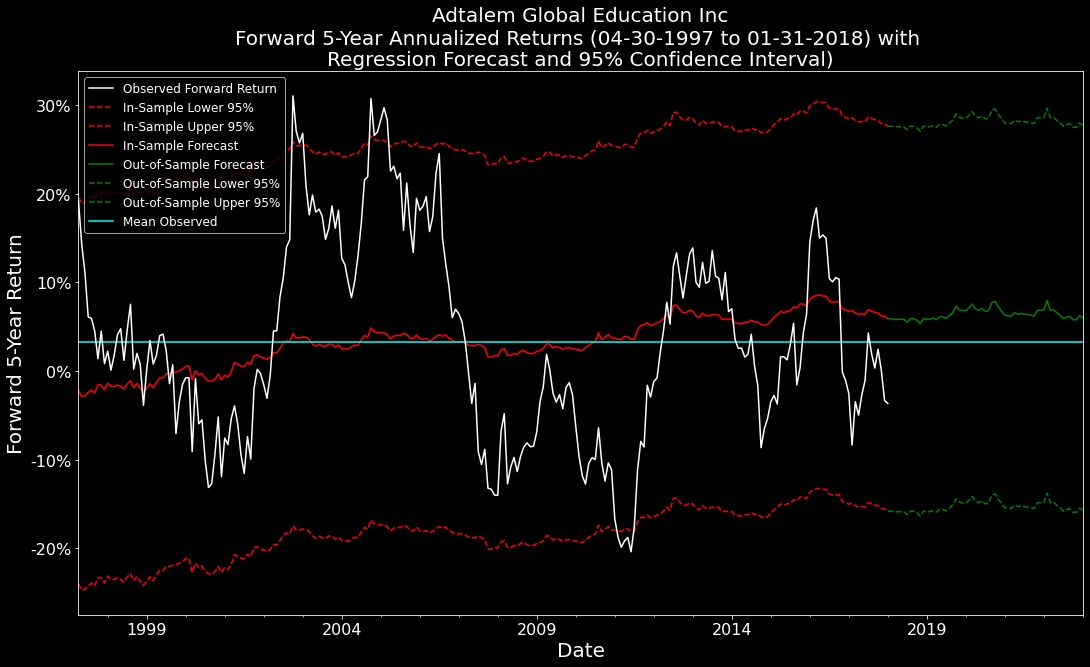 Adtalem Global Education Inc
Forward 5-Year Annualized Returns (04-30-1997 to 01-31-2018) with
Regression Forecast and 95% Confidence Interval)
Forward 5-Year Return
30%
20%
10%
0%
-10%
-20%
Observed Forward Return
In-Sample Lower 95%
In-Sample Upper 95%
In-Sample Forecast
Out-of-Sample Forecast
Out-of-Sample Lower 95%
Out-of-Sample Upper 95%
Mean Observed
1999
2004
2009
2014
2019
Date